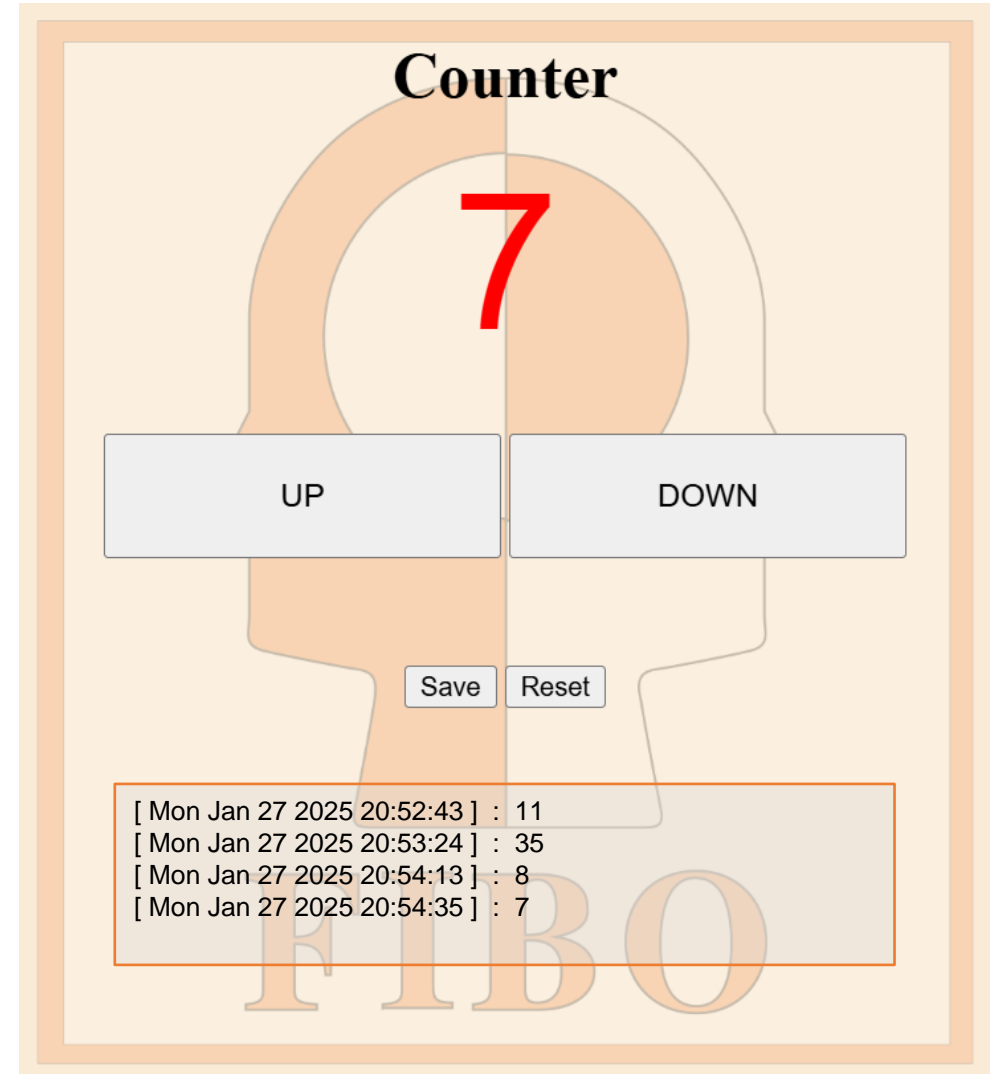 Counter
7
UP DOWN
Save Reset
[ Mon Jan 27 2025 20:52:43 ] : 11
[ Mon Jan 27 2025 20:53:24 ] : 35
[ Mon Jan 27 2025 20:54:13 ] : 8
[ Mon Jan 27 2025 20:54:35 ] : 7
FIBO